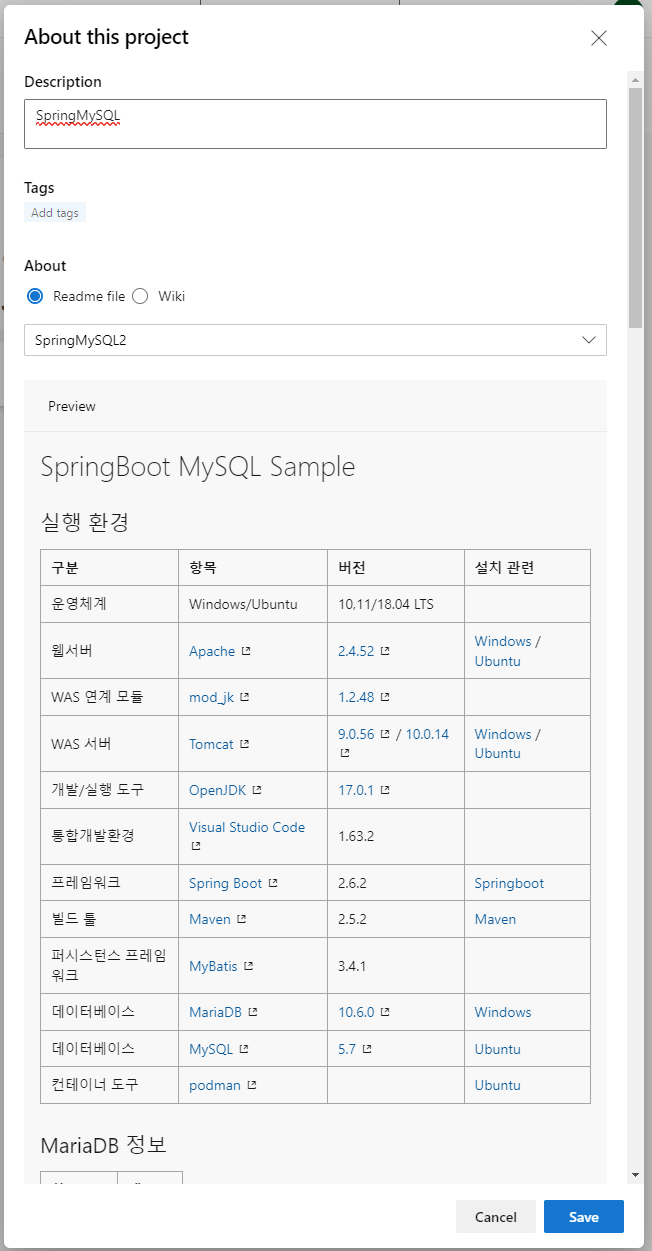 About this project
Description
SpringMySQL
Tags
Add tags
About
Readme file Wiki
SpringMySQL2
Preview
SpringBoot MySQL Sample
실행 환경
구분 항목 버전 설치 관련
운영체계 Windows/Ubuntu 10,11/18.04 LTS
웹서버 Apache 2.4.52 Windows /
Ubuntu
WAS 연계 모듈 mod_jk 1.2.48
WAS 서버 Tomcat 9.0.56 / 10.0.14 Windows /
Ubuntu
개발/실행 도구 OpenJDK 17.0.1
통합개발환경 Visual Studio Code 1.63.2
프레임워크 Spring Boot 2.6.2 Springboot
빌드 툴 Maven 2.5.2 Maven
퍼시스턴스 프레임
워크 MyBatis 3.4.1
데이터베이스 MariaDB 10.6.0 Windows
데이터베이스 MySQL 5.7 Ubuntu
컨테이너 도구 podman Ubuntu
MariaDB 정보
Cancel Save